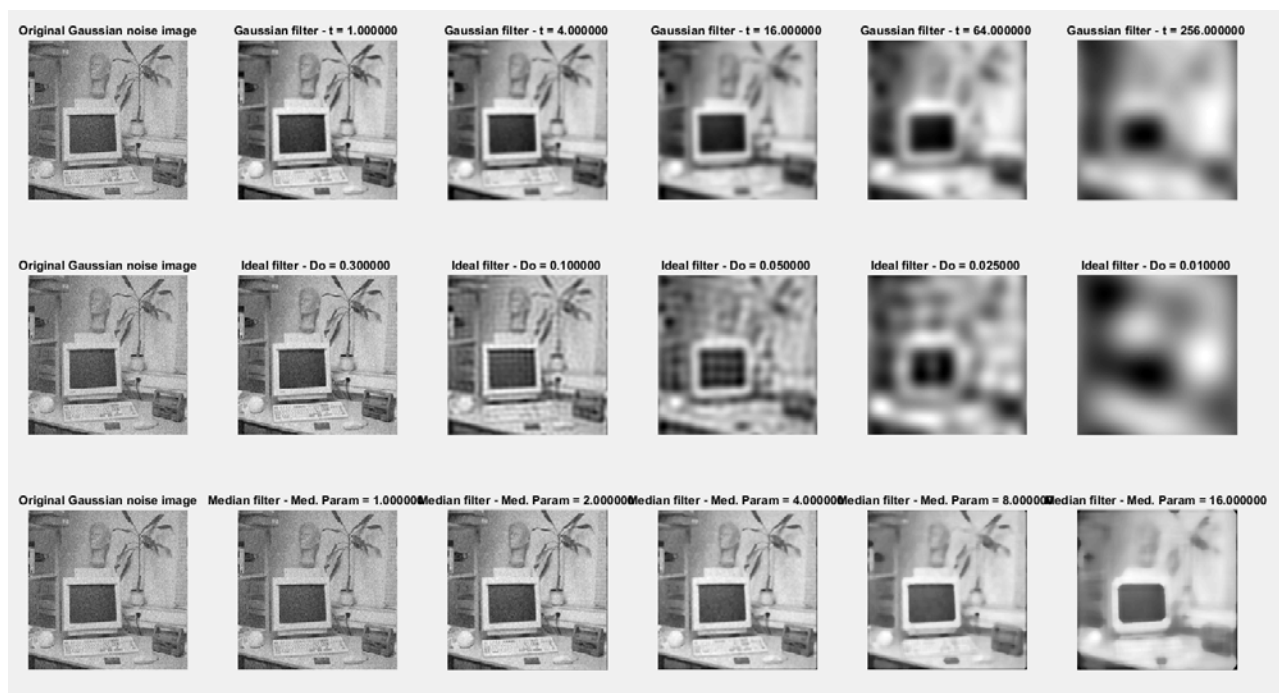 Original Gaussian noise image Gaussian filter - t = 1.000000 Gaussian filter - t = 4.000000 Gaussian filter - t = 16.000000 Gaussian filter - t = 64.000000 Gaussian filter - t = 256.000000
Original Gaussian noise image Ideal filter - Do = 0.300000 Ideal filter - Do = 0.100000 Ideal filter - Do = 0.050000 Ideal filter - Do = 0.025000 Ideal filter - Do = 0.010000
Original Gaussian noise image Median filter - Med. Param = 1.000000 Median filter - Med. Param = 2.000000 Median filter - Med. Param = 4.000000 Median filter - Med. Param = 8.000000 Median filter - Med. Param = 16.000000